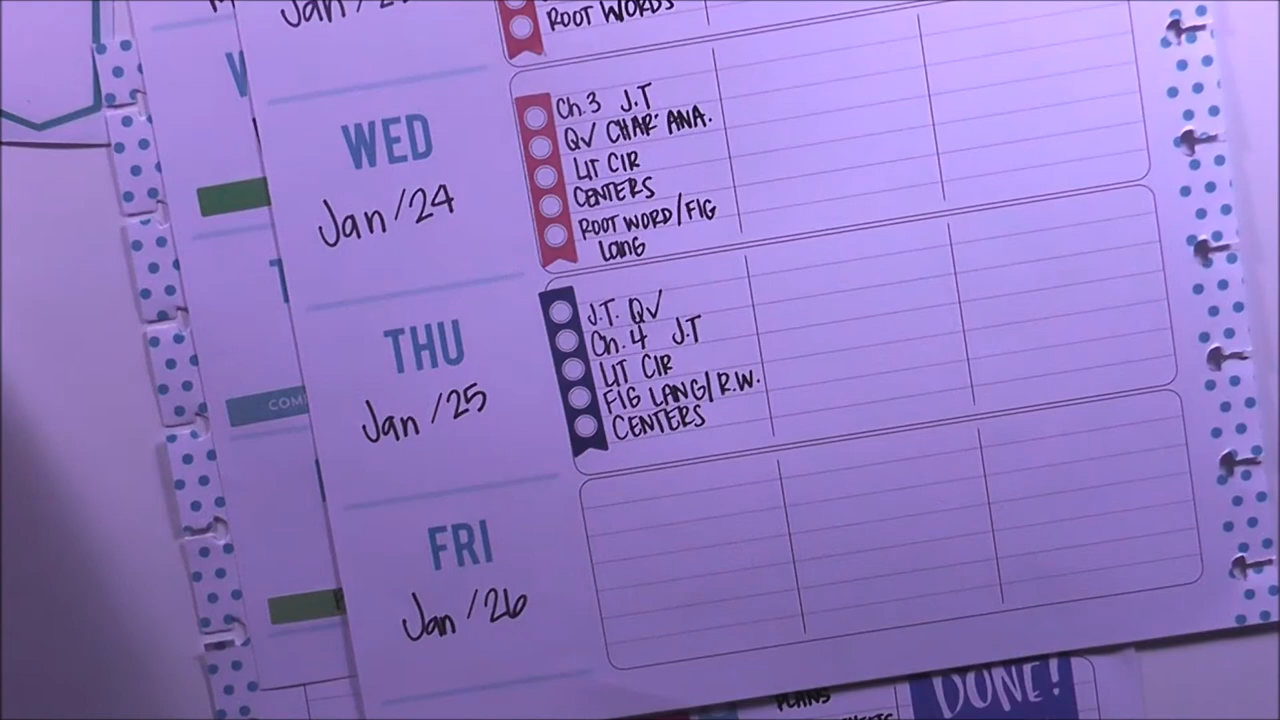 ROOT WORDS
WED
Jan/24
Ch.3 J.T
QV CHAR ANA.
LIT CIR
CENTERS
ROOT WORD/FIG
LANG
THU
Jan/25
J.T. QV
Ch.4 J.T
LIT CIR
FIG LANG/R.W.
CENTERS
FRI
Jan/26
PLANS
DONE!